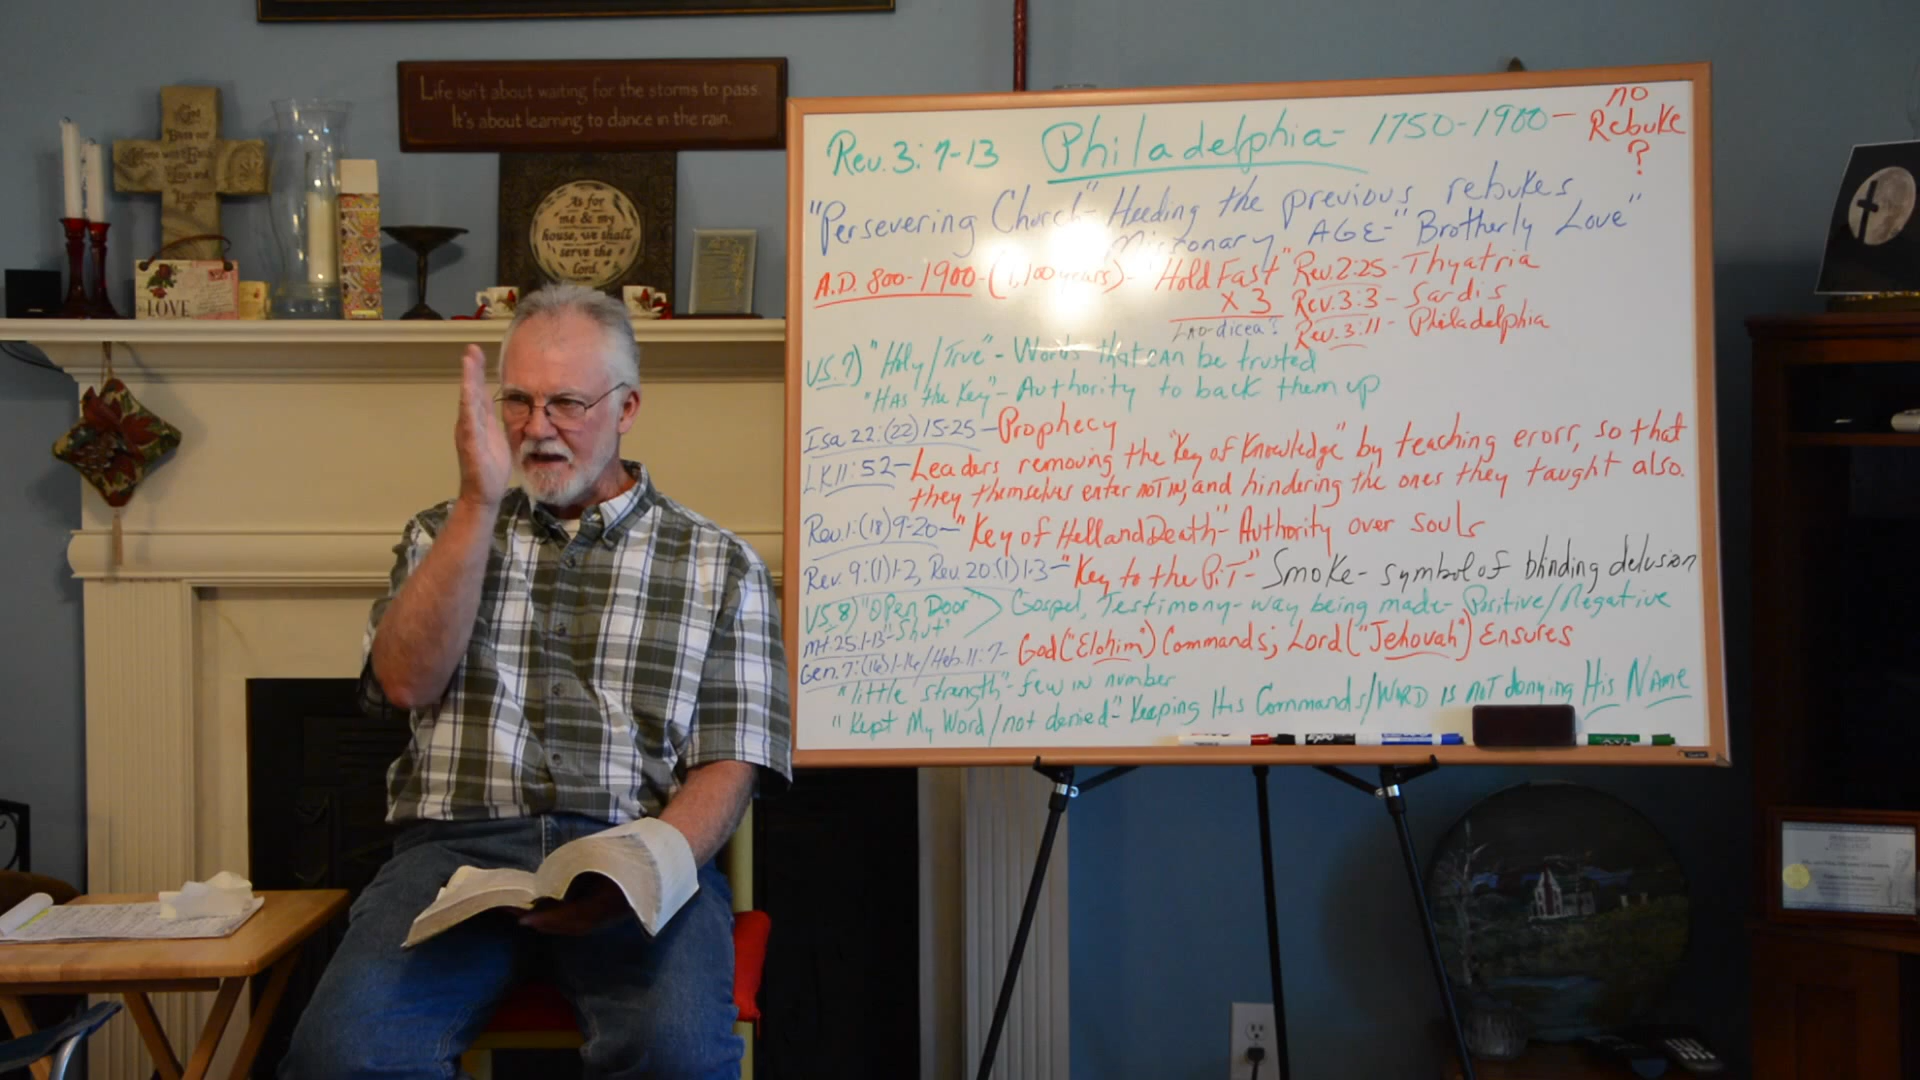 Life isn't about waiting for the storms to pass.
It's about learning to dance in the rain.
God
Bless our
Home with Faith
LOVE
As for
me & my
house, we shall
serve the
Lord.
Rev. 3: 7-13 Philadelphia- 1750-1900- no
Rebuke
?
"Persevering Church"- Heeding the previous rebukes
Missionary AGE- "Brotherly Love"
A.D. 800-1900-(1,100 years)- "Hold Fast" Rev. 2:25 - Thyatria
X 3 Rev. 3:3 - Sardis
LAO-dicea? Rev. 3:11 - Philadelphia
VS. 7) "Holy/True" - Words that can be trusted
"HAS the Key" - Authority to back them up
Isa 22:(22)15-25 - Prophecy
LK 11:52 - Leaders removing the "Key of Knowledge" by teaching erorr, so that
they themselves enter NOT IN, and hindering the ones they taught also.
Rev. 1:(18)9-20 - "Key of Hell and Death" - Authority over souls
Rev. 9:(1)1-2, Rev. 20:(1)1-3 - "Key to the PiT" - Smoke - symbol of blinding delusion
VS. 8) "OPen Door" > Gospel, Testimony - way being made - Positive/Negative
Mt. 25:1-13 - "Shut"
Gen. 7:(16)1-16/Heb. 11:7 - God ("Elohim") Commands; Lord ("Jehovah") Ensures
"little strength" - few in number
"Kept My Word/not denied" - Keeping His Commands/WORD is not denying His NAME